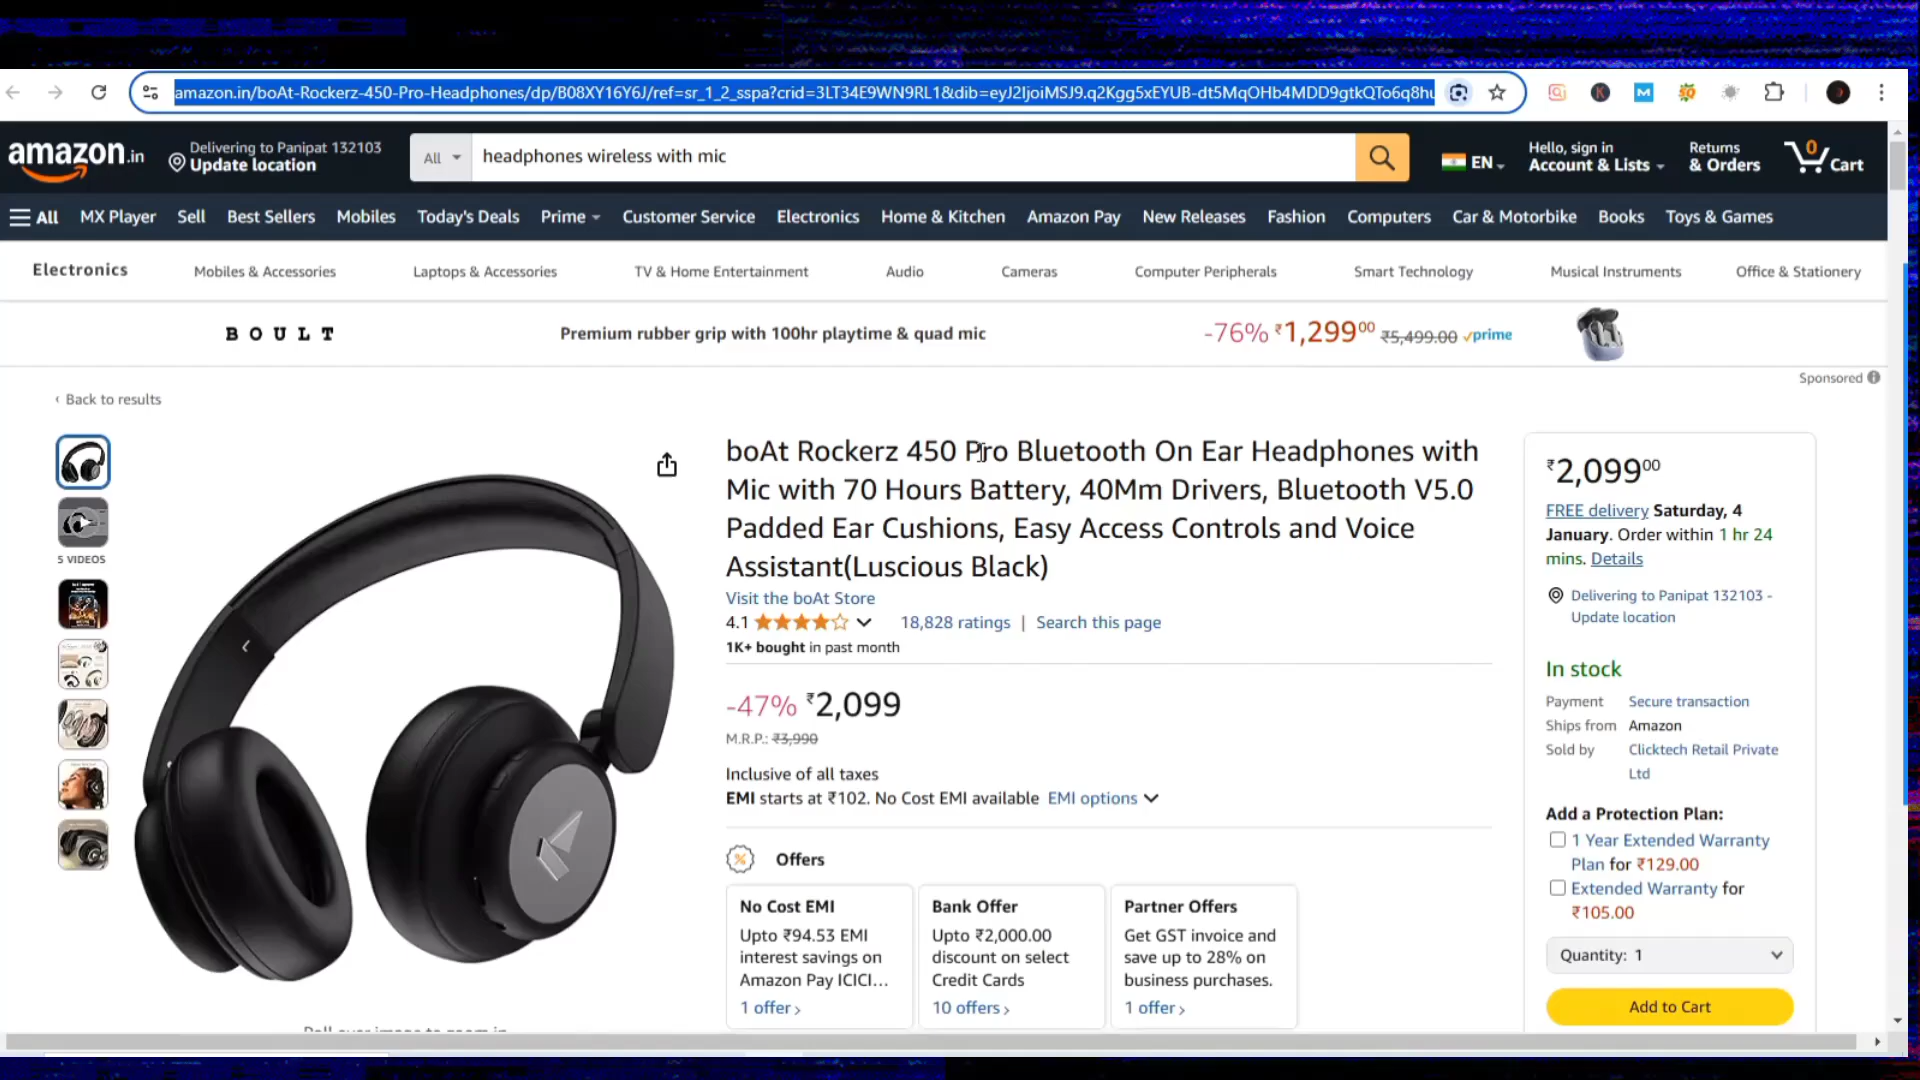 amazon.in/boAt-Rockerz-450-Pro-Headphones/dp/B08XY16Y6J/ref=sr_1_2_sspa?crid=3LT34E9WN9RL1&dib=eyJ2IjoiMSJ9.q2Kgg5xEYUB-dt5MqOHb4MDD9gtkQTo6q8hu
amazon.in
Delivering to Panipat 132103
Update location
All
headphones wireless with mic
EN
Hello, sign in
Account & Lists
Returns
& Orders
0
Cart
All MX Player Sell Best Sellers Mobiles Today's Deals Prime Customer Service Electronics Home & Kitchen Amazon Pay New Releases Fashion Computers Car & Motorbike Books Toys & Games
Electronics Mobiles & Accessories Laptops & Accessories TV & Home Entertainment Audio Cameras Computer Peripherals Smart Technology Musical Instruments Office & Stationery
BOULT Premium rubber grip with 100hr playtime & quad mic -76% ₹1,29900 ₹5,499.00 prime
Sponsored
‹ Back to results
5 VIDEOS
boAt Rockerz 450 Pro Bluetooth On Ear Headphones with
Mic with 70 Hours Battery, 40Mm Drivers, Bluetooth V5.0
Padded Ear Cushions, Easy Access Controls and Voice
Assistant(Luscious Black)
Visit the boAt Store
4.1 18,828 ratings | Search this page
1K+ bought in past month
-47% ₹2,099
M.R.P.: ₹3,990
Inclusive of all taxes
EMI starts at ₹102. No Cost EMI available EMI options
% Offers
No Cost EMI
Upto ₹94.53 EMI
interest savings on
Amazon Pay ICICI…
1 offer ›
Bank Offer
Upto ₹2,000.00
discount on select
Credit Cards
10 offers ›
Partner Offers
Get GST invoice and
save up to 28% on
business purchases.
1 offer ›
Roll over image to zoom in
₹2,09900
FREE delivery Saturday, 4
January. Order within 1 hr 24
mins. Details
Delivering to Panipat 132103 -
Update location
In stock
Payment Secure transaction
Ships from Amazon
Sold by Clicktech Retail Private
Ltd
Add a Protection Plan:
1 Year Extended Warranty
Plan for ₹129.00
Extended Warranty for
₹105.00
Quantity: 1
Add to Cart